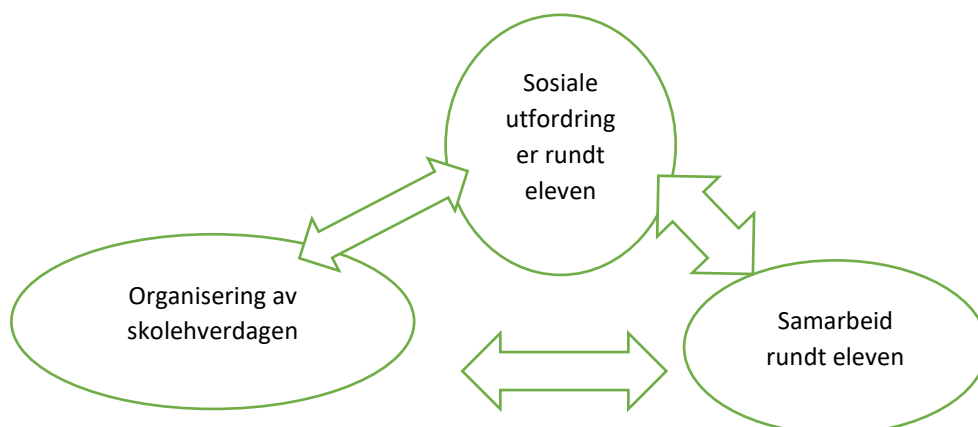 Sosiale
utfordring
er rundt
eleven
Organisering av
skolehverdagen
Samarbeid
rundt eleven